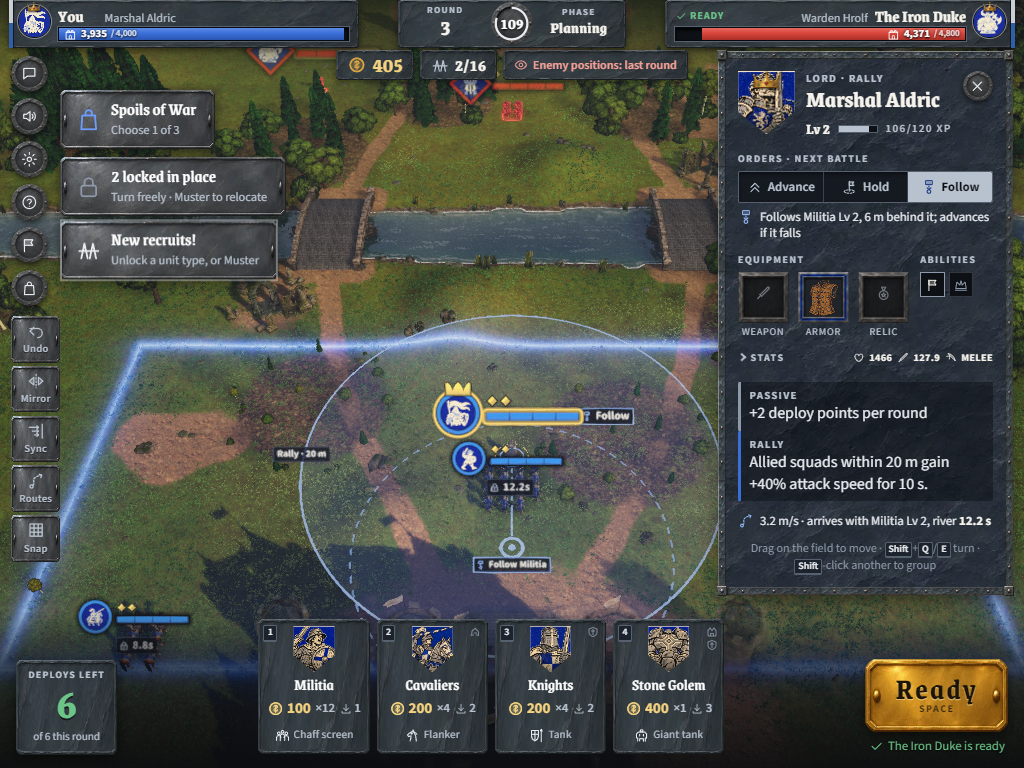 You Marshal Aldric
3,935 /4,000
ROUND
3
109
PHASE
Planning
READY
Warden Hrolf The Iron Duke
4,371 /4,800
405
2/16
Enemy positions: last round
Spoils of War
Choose 1 of 3
2 locked in place
Turn freely · Muster to relocate
New recruits!
Unlock a unit type, or Muster
Undo
Mirror
Sync
Routes
Snap
Follow
Rally · 20 m
12.2s
Follow Militia
8.8s
LORD · RALLY
Marshal Aldric
Lv 2 106/120 XP
ORDERS · NEXT BATTLE
Advance Hold Follow
Follows Militia Lv 2, 6 m behind it; advances
if it falls
EQUIPMENT ABILITIES
WEAPON ARMOR RELIC
STATS 1466 127.9 MELEE
PASSIVE
+2 deploy points per round
RALLY
Allied squads within 20 m gain
+40% attack speed for 10 s.
3.2 m/s · arrives with Militia Lv 2, river 12.2 s
Drag on the field to move · Shift + Q / E turn ·
Shift-click another to group
DEPLOYS LEFT
6
of 6 this round
1
Militia
100 ×12 1
Chaff screen
2
Cavaliers
200 ×4 2
Flanker
3
Knights
200 ×4 2
Tank
4
Stone Golem
400 ×1 3
Giant tank
Ready
SPACE
The Iron Duke is ready